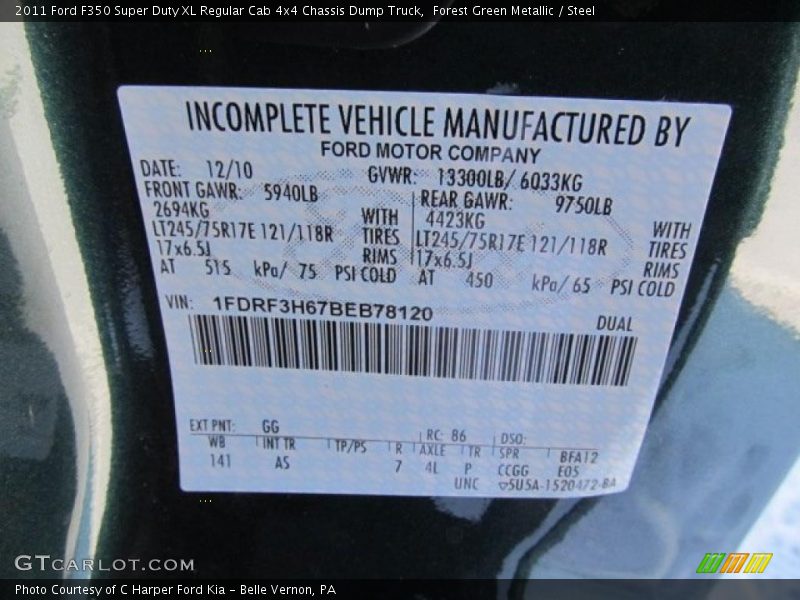 2011 Ford F350 Super Duty XL Regular Cab 4x4 Chassis Dump Truck,  Forest Green Metallic / Steel
INCOMPLETE VEHICLE MANUFACTURED BY
FORD MOTOR COMPANY
DATE: 12/10 GVWR: 13300LB/ 6033KG
FRONT GAWR: 5940LB REAR GAWR: 9750LB
2694KG WITH 4423KG WITH
LT245/75R17E 121/118R TIRES LT245/75R17E 121/118R TIRES
17x6.5J RIMS 17x6.5J RIMS
AT 515 kPa/ 75 PSI COLD AT 450 kPa/ 65 PSI COLD
VIN: 1FDRF3H67BEB78120
DUAL
EXT PNT: GG RC: 86 DSO:
WB INT TR TP/PS R AXLE TR SPR BFA12
141 AS 7 4L P CCGG E05
UNC ▽5U5A-1520472-BA
GTCARLOT.COM
Photo Courtesy of C Harper Ford Kia - Belle Vernon, PA